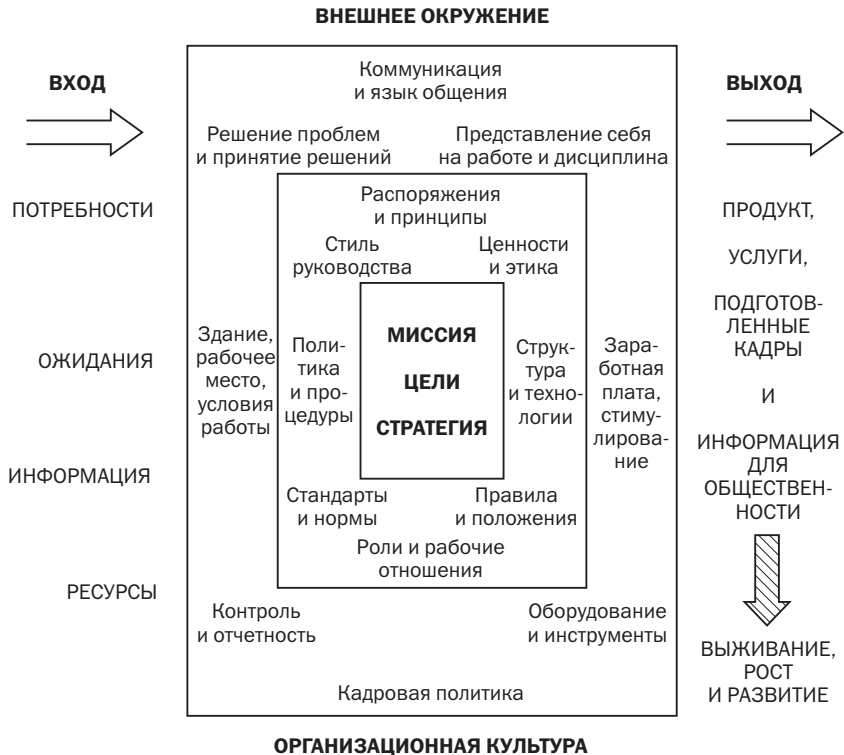 ВНЕШНЕЕ ОКРУЖЕНИЕ
ВХОД
ПОТРЕБНОСТИ
ОЖИДАНИЯ
ИНФОРМАЦИЯ
РЕСУРСЫ
Коммуникация
и язык общения
Решение проблем
и принятие решений
Представление себя
на работе и дисциплина
Распоряжения
и принципы
Стиль
руководства
Ценности
и этика
Здание,
рабочее
место,
условия
работы
Поли-
тика
и про-
цедуры
МИССИЯ
ЦЕЛИ
СТРАТЕГИЯ
Струк-
тура
и техно-
логии
Зара-
ботная
плата,
стиму-
лирова-
ние
Стандарты
и нормы
Правила
и положения
Роли и рабочие
отношения
Контроль
и отчетность
Оборудование
и инструменты
Кадровая политика
ВЫХОД
ПРОДУКТ,
УСЛУГИ,
ПОДГОТОВ-
ЛЕННЫЕ
КАДРЫ
И
ИНФОРМАЦИЯ
ДЛЯ
ОБЩЕСТВЕН-
НОСТИ
ВЫЖИВАНИЕ,
РОСТ
И РАЗВИТИЕ
ОРГАНИЗАЦИОННАЯ КУЛЬТУРА